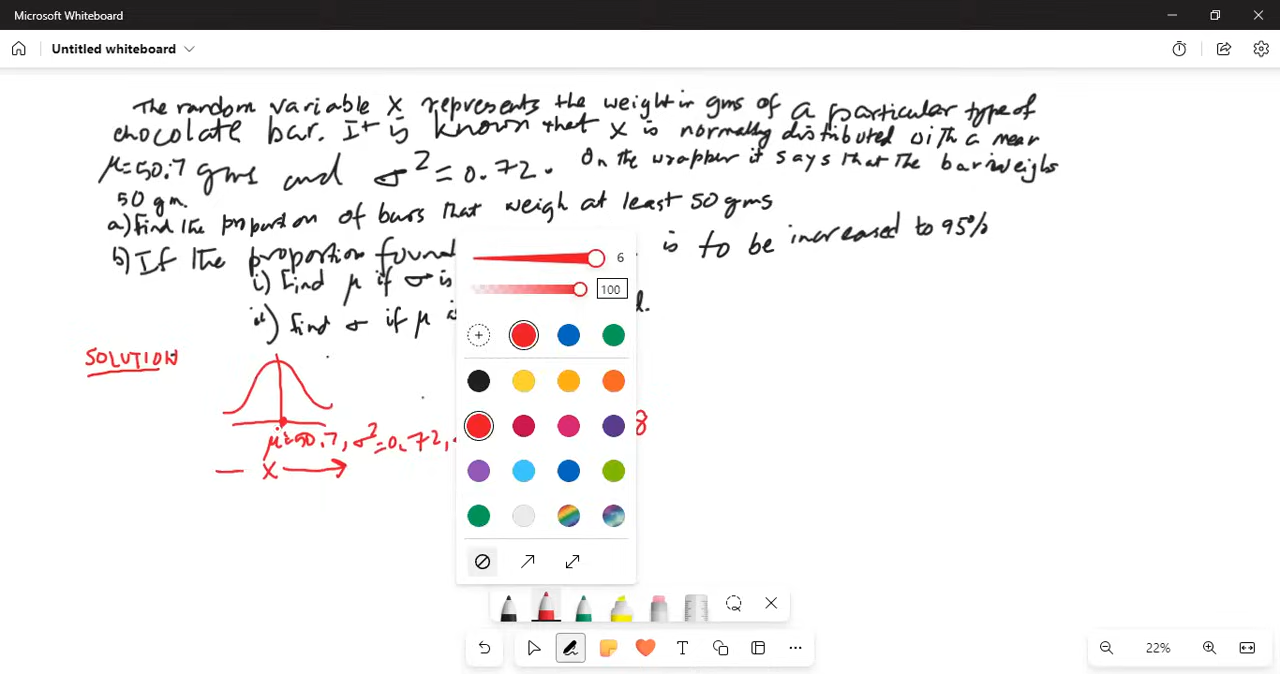 Microsoft Whiteboard
Untitled whiteboard
The random variable X represents the weight in gms of a particular type of
chocolate bar. It is known that X is normally distributed with a mean
μ=50.7 gms and σ²=0.72. On the wrapper it says that the bar weighs
50 gm.
a) Find the proportion of bars that weigh at least 50 gms
b) If the proportion found is to be increased to 95%
i) Find μ if σ is
ii) Find σ if μ
SOLUTION
μ=50.7, σ²=0.72,
X
6
100
22%